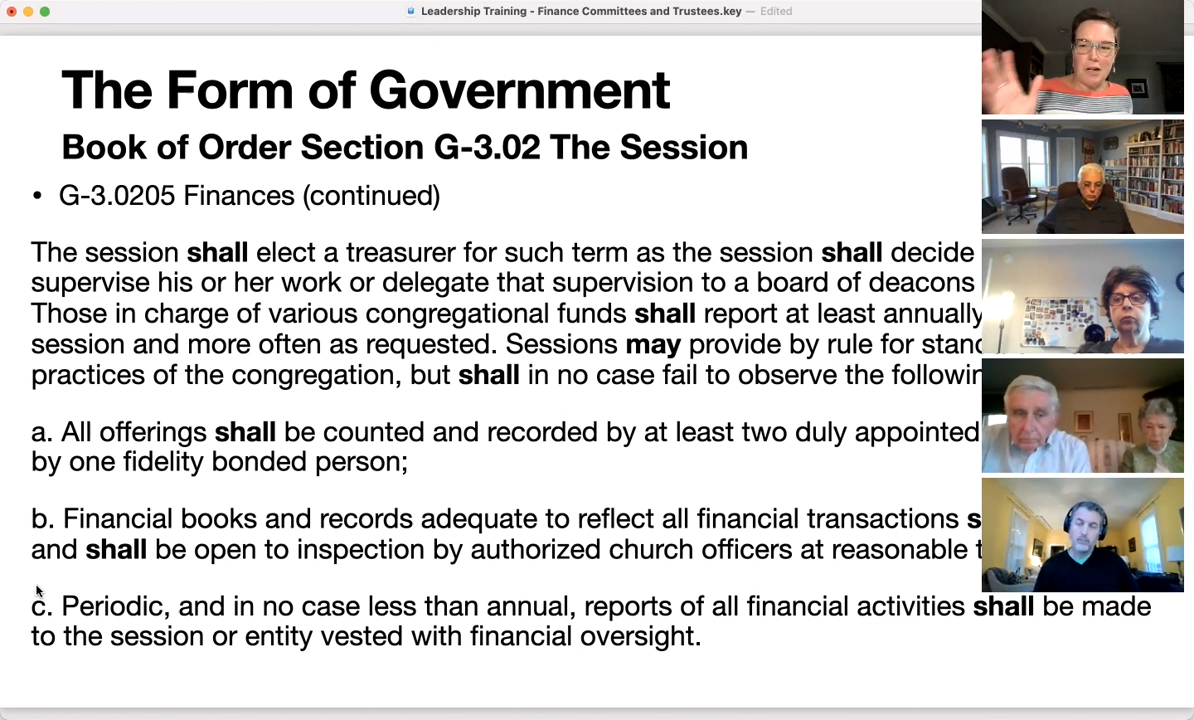 Leadership Training - Finance Committees and Trustees.key — Edited
The Form of Government
Book of Order Section G-3.02 The Session
• G-3.0205 Finances (continued)
The session shall elect a treasurer for such term as the session shall decide
supervise his or her work or delegate that supervision to a board of deacons
Those in charge of various congregational funds shall report at least annually
session and more often as requested. Sessions may provide by rule for
practices of the congregation, but shall in no case fail to observe the
a. All offerings shall be counted and recorded by at least two duly appointed
by one fidelity bonded person;
b. Financial books and records adequate to reflect all financial transactions
and shall be open to inspection by authorized church officers at reasonable
c. Periodic, and in no case less than annual, reports of all financial activities shall be made
to the session or entity vested with financial oversight.